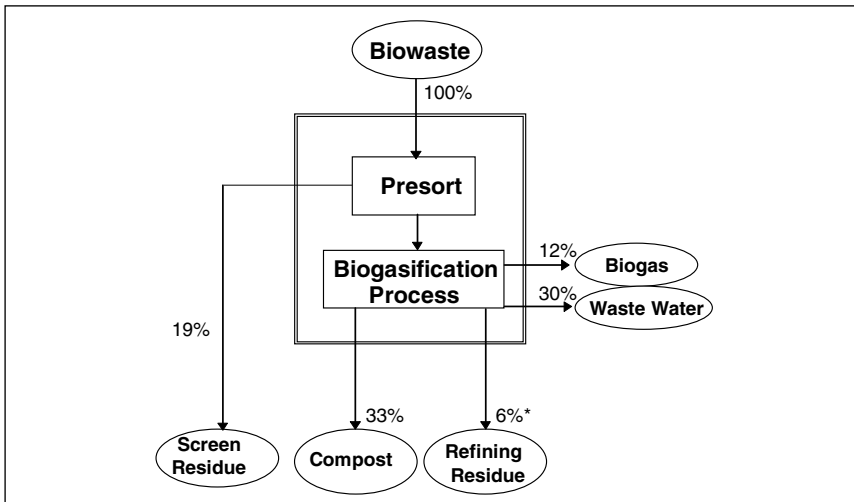 Biowaste
100%
Presort
Biogasification
Process
12%
Biogas
30%
Waste Water
19%
33%
6%*
Screen
Residue
Compost
Refining
Residue